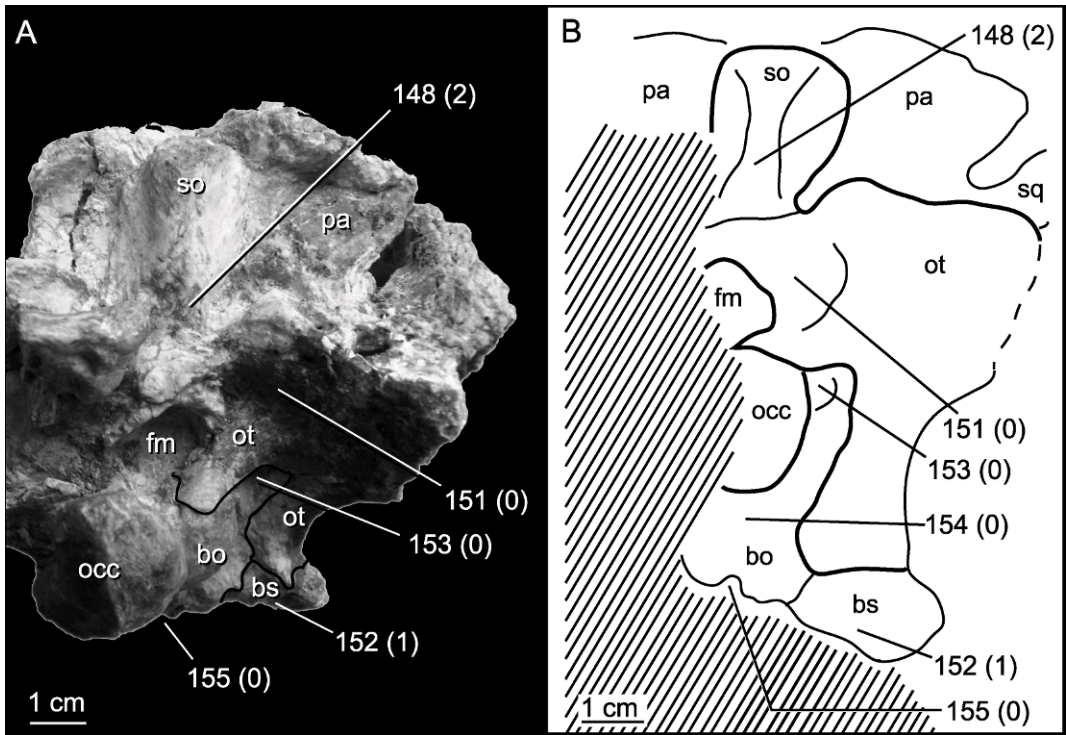 A
148 (2)
so
pa
fm
ot
151 (0)
153 (0)
ot
occ
bo
bs
152 (1)
155 (0)
1 cm
B
148 (2)
so
pa
pa
sq
ot
fm
occ
151 (0)
153 (0)
154 (0)
bo
bs
152 (1)
155 (0)
1 cm